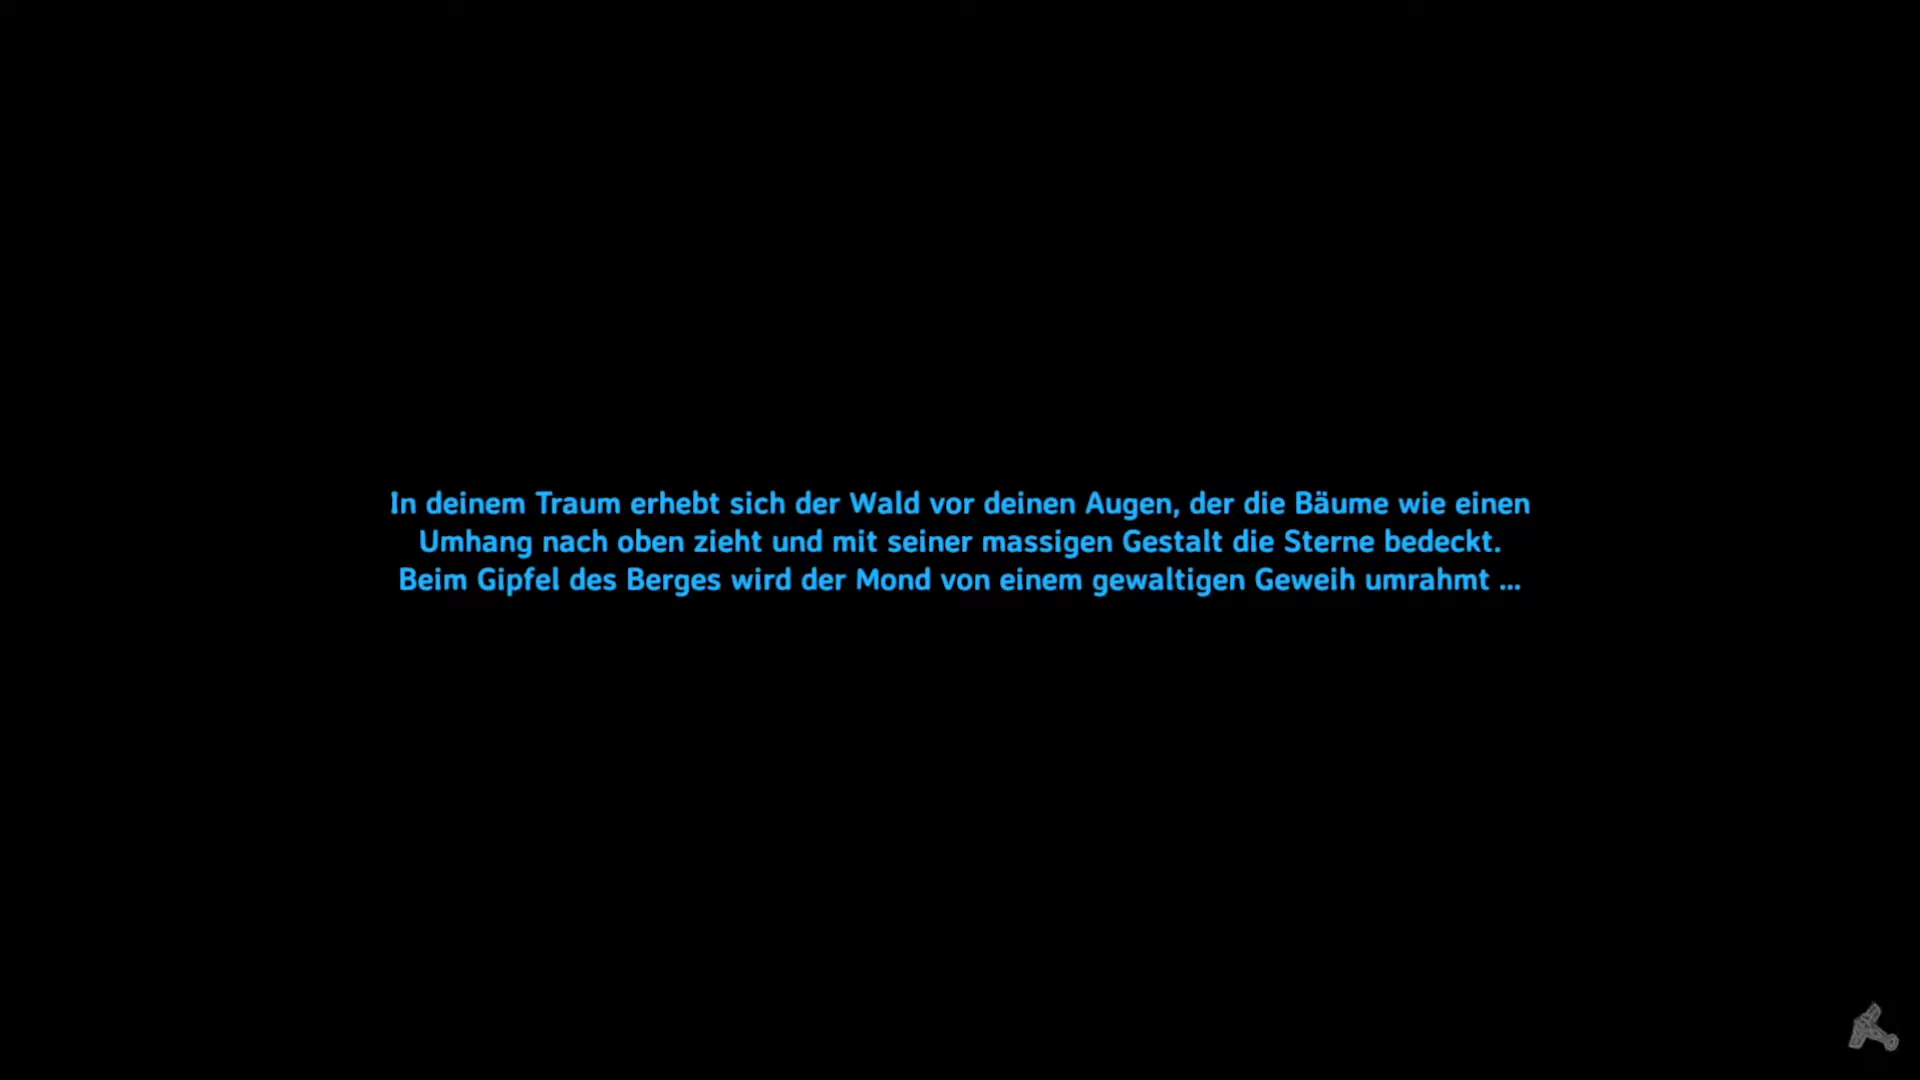 In deinem Traum erhebt sich der Wald vor deinen Augen, der die Bäume wie einen
Umhang nach oben zieht und mit seiner massigen Gestalt die Sterne bedeckt.
Beim Gipfel des Berges wird der Mond von einem gewaltigen Geweih umrahmt ...